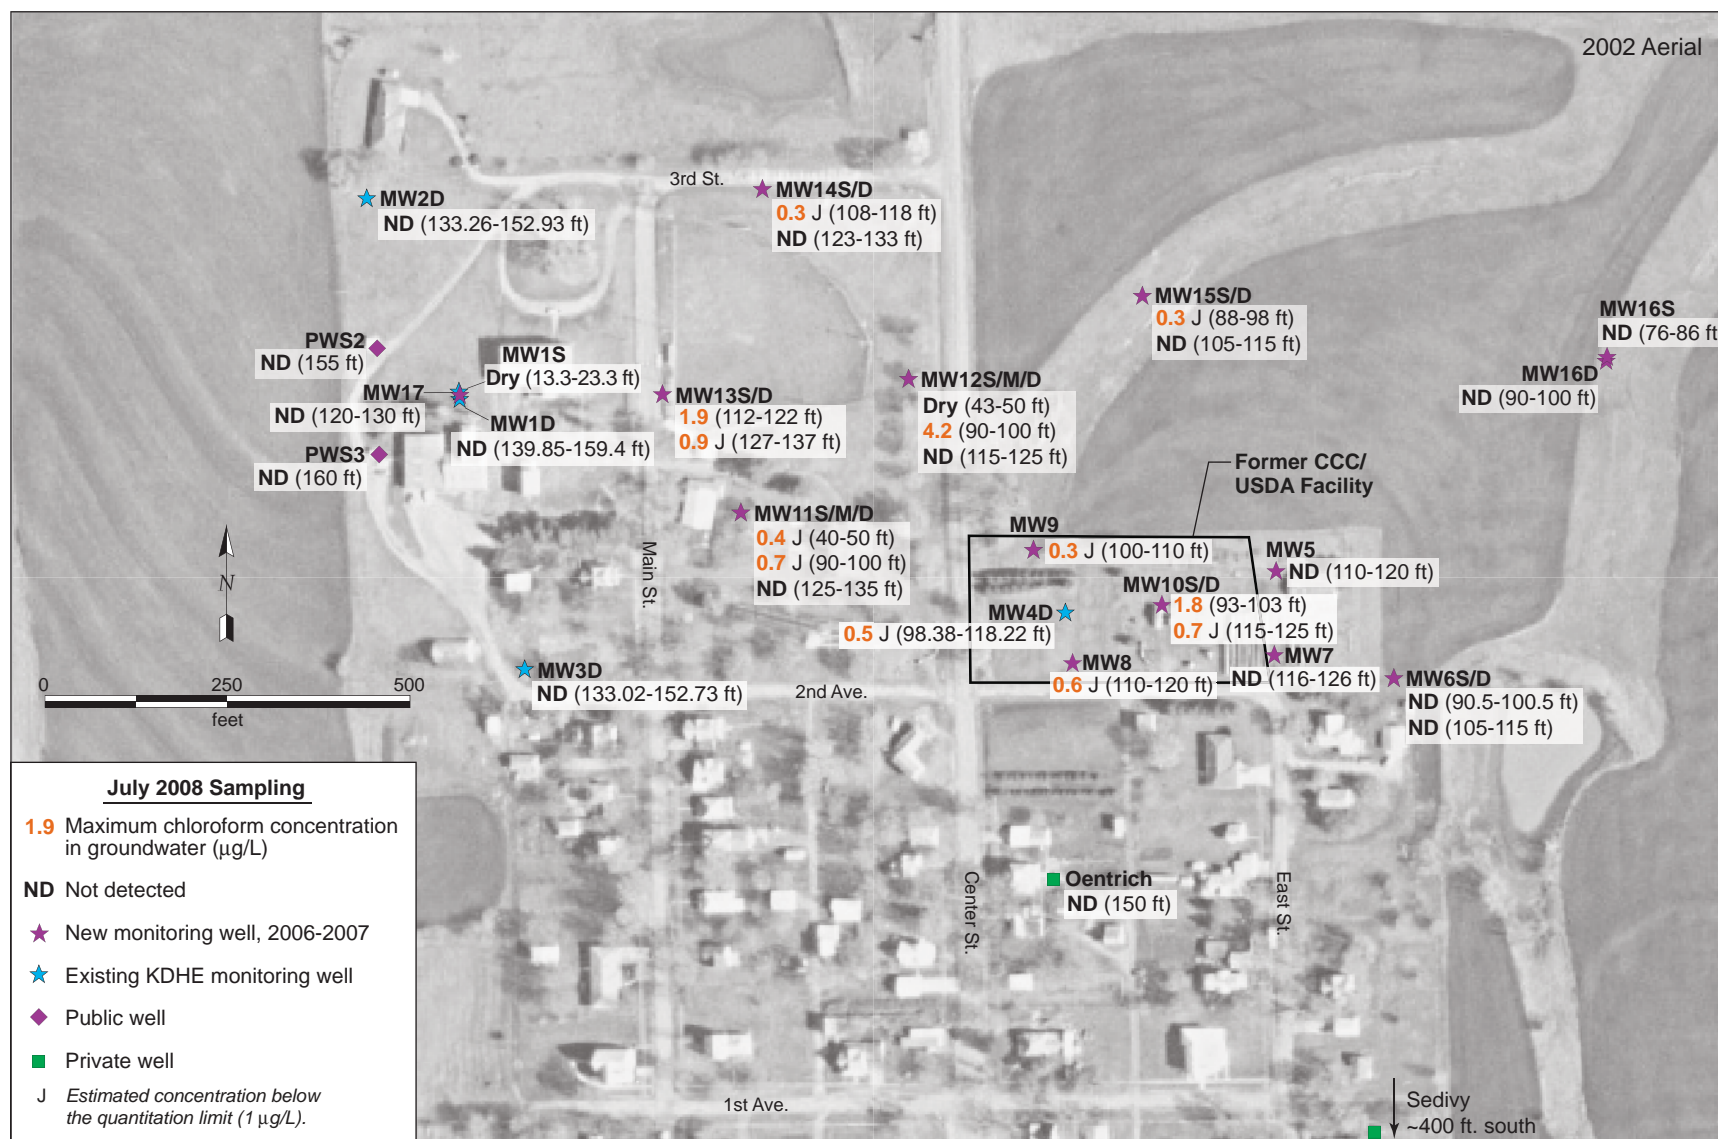 2002 Aerial
3rd St.
MW2D
ND (133.26-152.93 ft)
MW14S/D
0.3 J (108-118 ft)
ND (123-133 ft)
MW15S/D
0.3 J (88-98 ft)
ND (105-115 ft)
MW16S
ND (76-86 ft
MW16D
ND (90-100 ft)
PWS2
ND (155 ft)
MW1S
Dry (13.3-23.3 ft)
MW17
ND (120-130 ft)
MW1D
ND (139.85-159.4 ft)
PWS3
ND (160 ft)
MW13S/D
1.9 (112-122 ft)
0.9 J (127-137 ft)
MW12S/M/D
Dry (43-50 ft)
4.2 (90-100 ft)
ND (115-125 ft)
Former CCC/
USDA Facility
MW11S/M/D
0.4 J (40-50 ft)
0.7 J (90-100 ft)
ND (125-135 ft)
MW9
0.3 J (100-110 ft)
MW5
ND (110-120 ft)
MW10S/D
1.8 (93-103 ft)
0.7 J (115-125 ft)
MW4D
0.5 J (98.38-118.22 ft)
MW8
0.6 J (110-120 ft)
MW7
ND (116-126 ft)
MW6S/D
ND (90.5-100.5 ft)
ND (105-115 ft)
MW3D
ND (133.02-152.73 ft)
Main St.
2nd Ave.
N
0 250 500
feet
July 2008 Sampling
1.9 Maximum chloroform concentration
in groundwater (µg/L)
ND Not detected
New monitoring well, 2006-2007
Existing KDHE monitoring well
Public well
Private well
J Estimated concentration below
the quantitation limit (1 µg/L).
Oentrich
ND (150 ft)
Center St.
East St.
1st Ave.
Sedivy
~400 ft. south